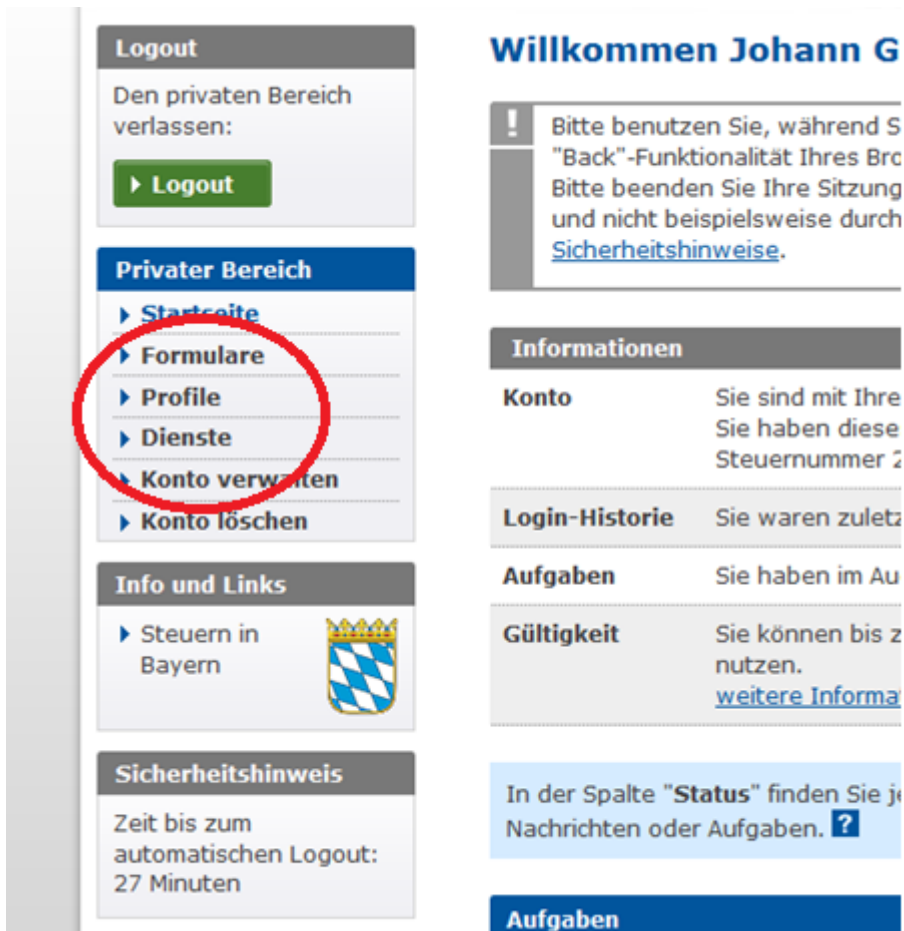 Logout
Den privaten Bereich
verlassen:
Logout
Privater Bereich
Startseite
Formulare
Profile
Dienste
Konto verwalten
Konto löschen
Info und Links
Steuern in
Bayern
Sicherheitshinweis
Zeit bis zum
automatischen Logout:
27 Minuten
Willkommen Johann G
! Bitte benutzen Sie, während S
"Back"-Funktionalität Ihres Bro
Bitte beenden Sie Ihre Sitzung
und nicht beispielsweise durch
Sicherheitshinweise.
Informationen
Konto Sie sind mit Ihre
Sie haben diese
Steuernummer 2
Login-Historie Sie waren zuletz
Aufgaben Sie haben im Au
Gültigkeit Sie können bis z
nutzen.
weitere Informa
In der Spalte "Status" finden Sie je
Nachrichten oder Aufgaben. ?
Aufgaben